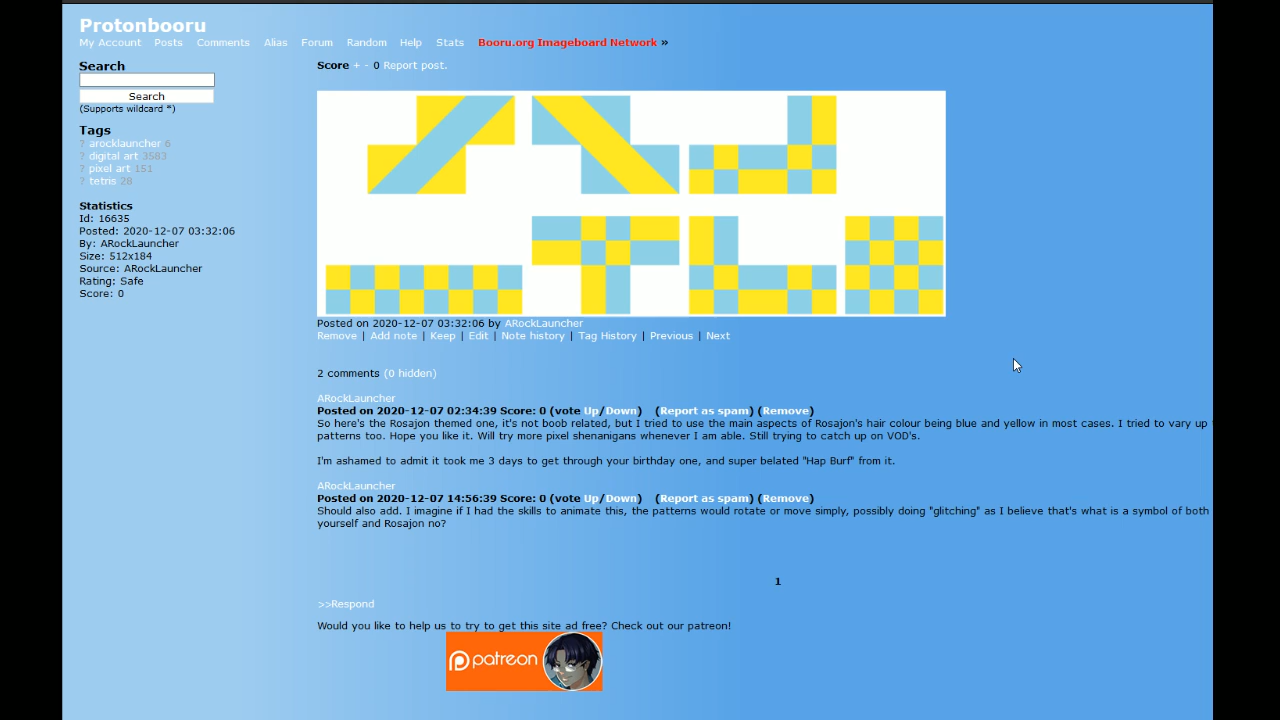 Protonbooru
My Account Posts Comments Alias Forum Random Help Stats Booru.org Imageboard Network »
Search
Search
(Supports wildcard *)
Tags
? arocklauncher 6
? digital art 3583
? pixel art 151
? tetris 28
Statistics
Id: 16635
Posted: 2020-12-07 03:32:06
By: ARockLauncher
Size: 512x184
Source: ARockLauncher
Rating: Safe
Score: 0
Score + - 0 Report post.
Posted on 2020-12-07 03:32:06 by ARockLauncher
Remove | Add note | Keep | Edit | Note history | Tag History | Previous | Next
2 comments (0 hidden)
ARockLauncher
Posted on 2020-12-07 02:34:39 Score: 0 (vote Up/Down) (Report as spam) (Remove)
So here's the Rosajon themed one, it's not boob related, but I tried to use the main aspects of Rosajon's hair colour being blue and yellow in most cases. I tried to vary up
patterns too. Hope you like it. Will try more pixel shenanigans whenever I am able. Still trying to catch up on VOD's.
I'm ashamed to admit it took me 3 days to get through your birthday one, and super belated "Hap Burf" from it.
ARockLauncher
Posted on 2020-12-07 14:56:39 Score: 0 (vote Up/Down) (Report as spam) (Remove)
Should also add. I imagine if I had the skills to animate this, the patterns would rotate or move simply, possibly doing "glitching" as I believe that's what is a symbol of both
yourself and Rosajon no?
1
>>Respond
Would you like to help us to try to get this site ad free? Check out our patreon!
patreon